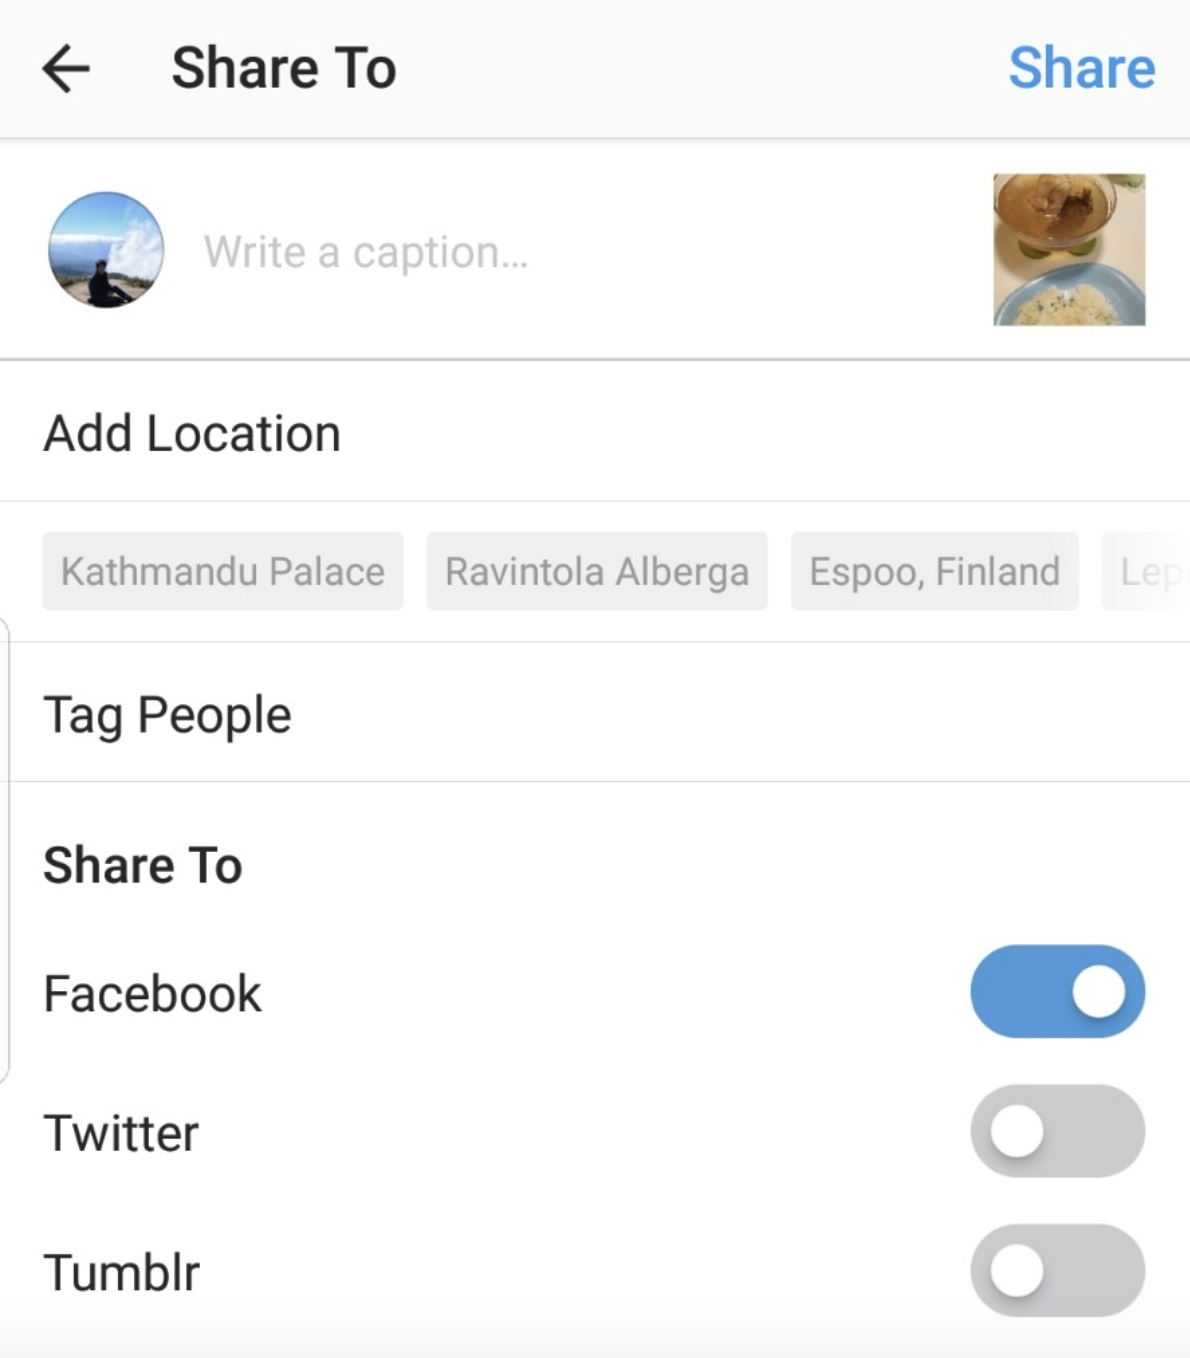 Share To
Share
Write a caption...
Add Location
Kathmandu Palace
Ravintola Alberga
Espoo, Finland
Lep
Tag People
Share To
Facebook
Twitter
Tumblr